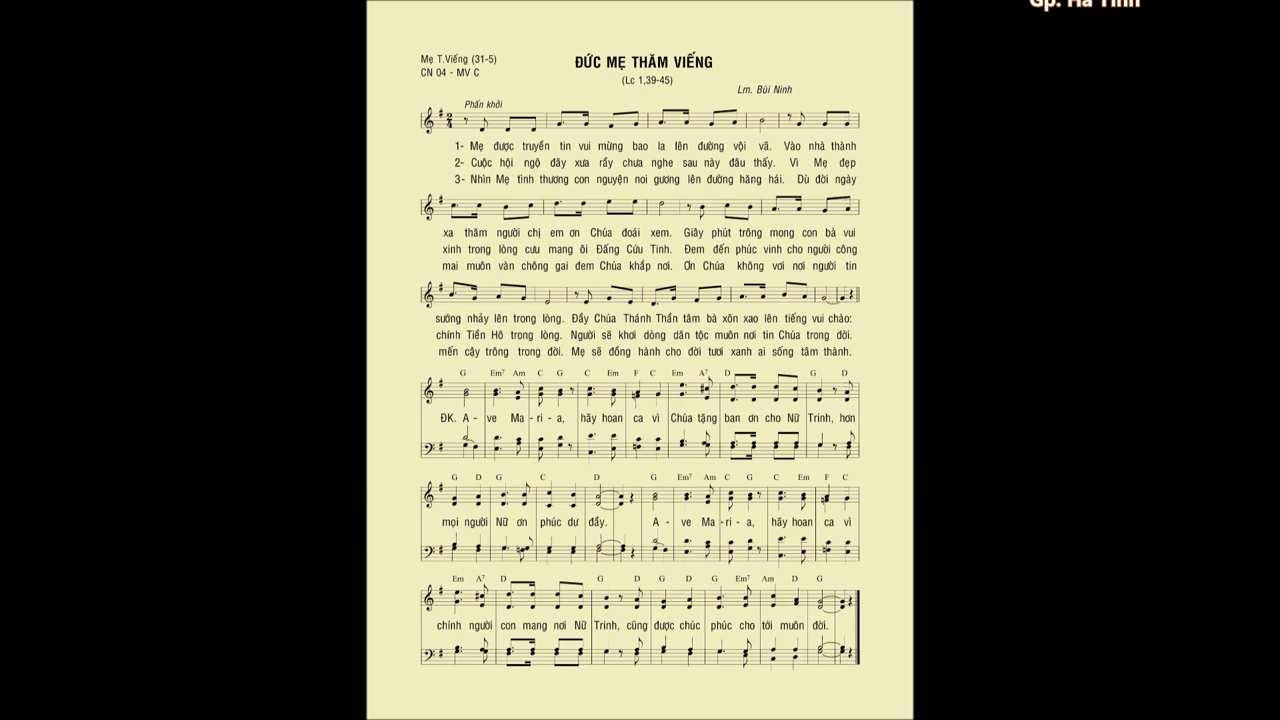 Gp. Hà Tĩnh
Mẹ T.Viếng (31-5)
ĐỨC MẸ THĂM VIẾNG
CN 04 - MV C
(Lc 1,39-45)
Lm. Bùi Ninh
Phấn khởi
1- Mẹ được truyền tin vui mừng bao la lên đường vội vã. Vào nhà thành
2- Cuộc hội ngộ đây xưa rầy chưa nghe sau này đâu thấy. Vì Mẹ đẹp
3- Nhìn Mẹ tình thương con nguyện noi gương lên đường hăng hái. Dù đời ngày
xa thăm người chị em ơn Chúa đoái xem. Giây phút trông mong con bà vui
xinh trong lòng cưu mang ôi Đấng Cứu Tinh. Đem đến phúc vinh cho người công
mai muôn vàn chông gai đem Chúa khắp nơi. Ơn Chúa không vơi nơi người tin
sướng nhảy lên trong lòng. Đầy Chúa Thánh Thần tâm bà xôn xao lên tiếng vui chào:
chính Tiền Hô trong lòng. Người sẽ khơi dòng dân tộc muôn nơi tin Chúa trong đời.
mến cậy trông trong đời. Mẹ sẽ đồng hành cho đời tươi xanh ai sống tâm thành.
G Em7 Am C G C Em F C Em A7 D G D
ĐK. A - ve Ma - ri - a, hãy hoan ca vì Chúa tặng ban ơn cho Nữ Trinh, hơn
G D G C D G Em7 Am C G C Em F C
mọi người Nữ ơn phúc dư đầy. A - ve Ma - ri - a, hãy hoan ca vì
Em A7 D G D G D G Em7 Am D G
chính người con mang nơi Nữ Trinh, cũng được chúc phúc cho tới muôn đời.